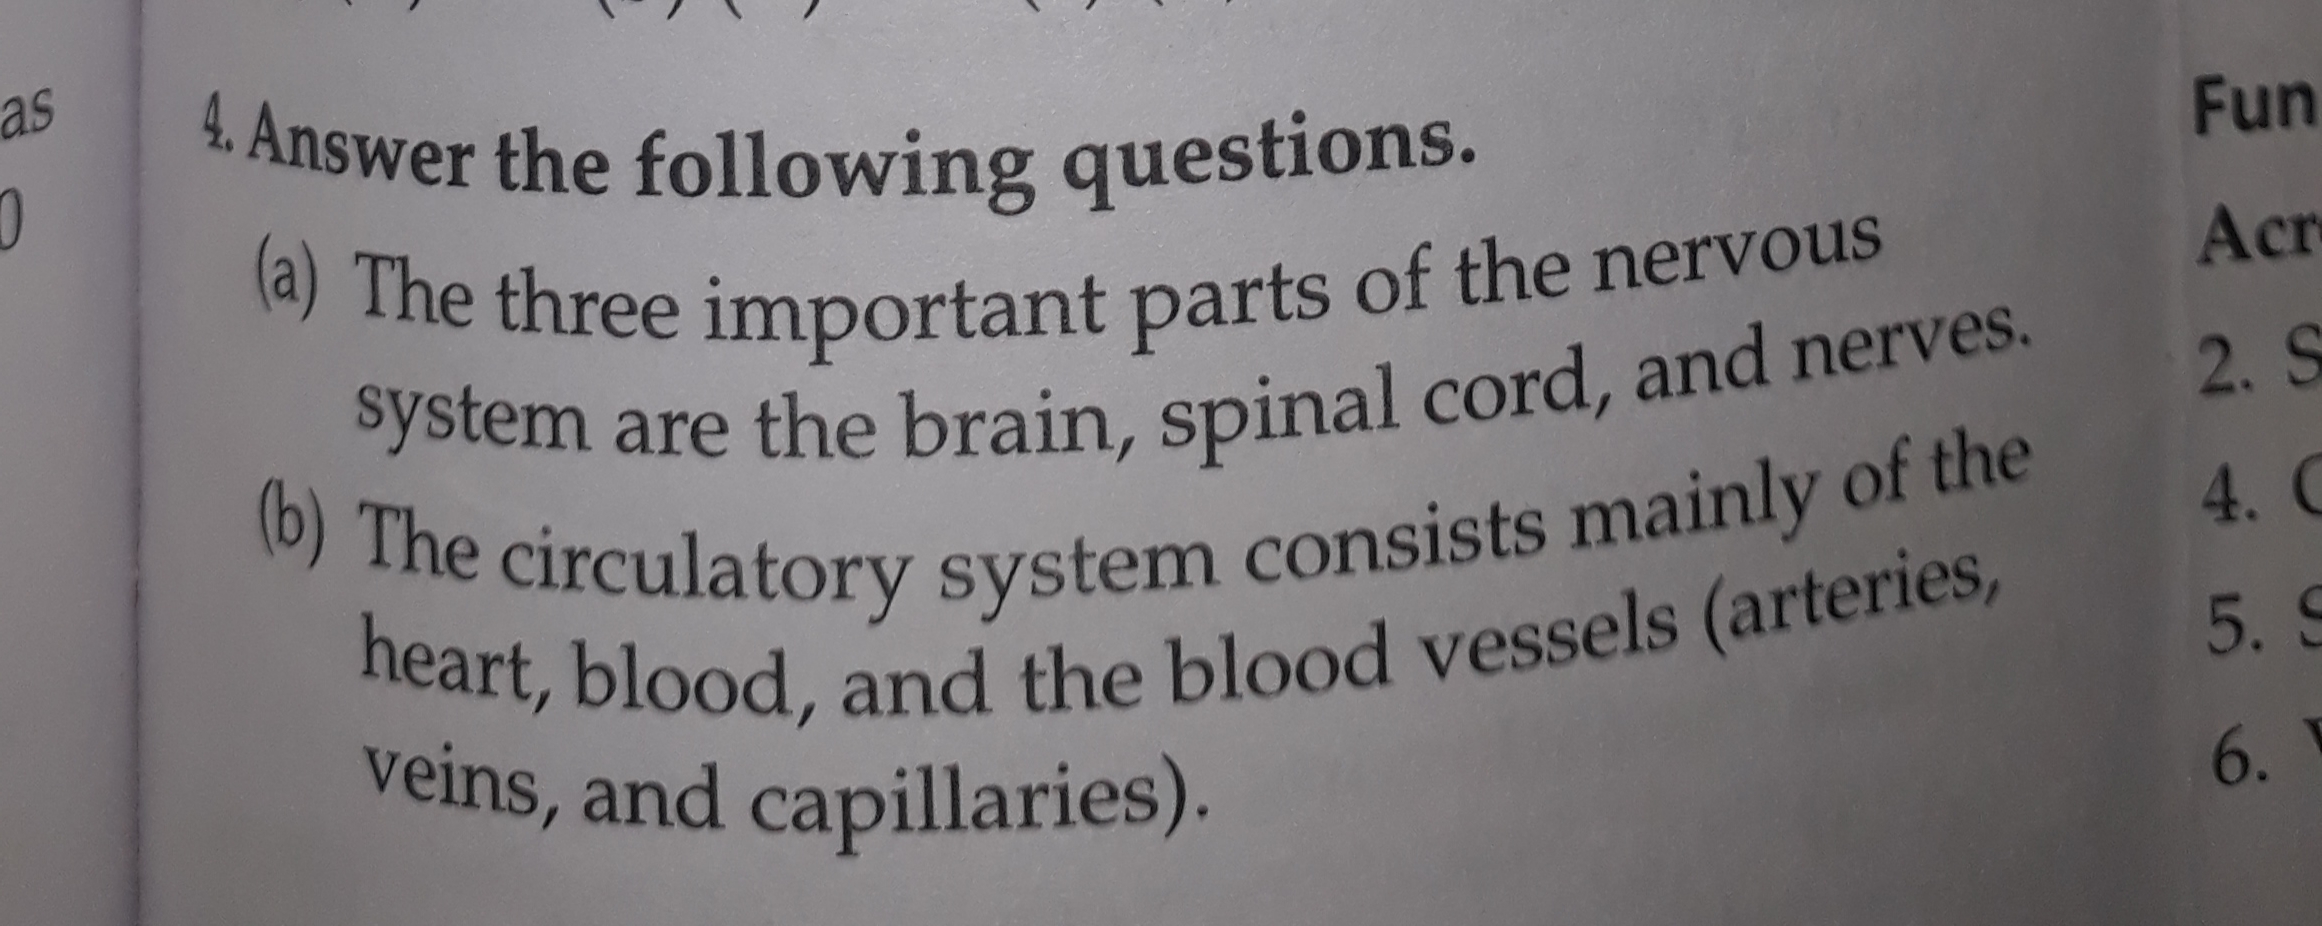 as
4. Answer the following questions.
(a) The three important parts of the nervous
system are the brain, spinal cord, and nerves.
(b) The circulatory system consists mainly of the
heart, blood, and the blood vessels (arteries,
veins, and capillaries).
Fun
2.
4.
5.
6.